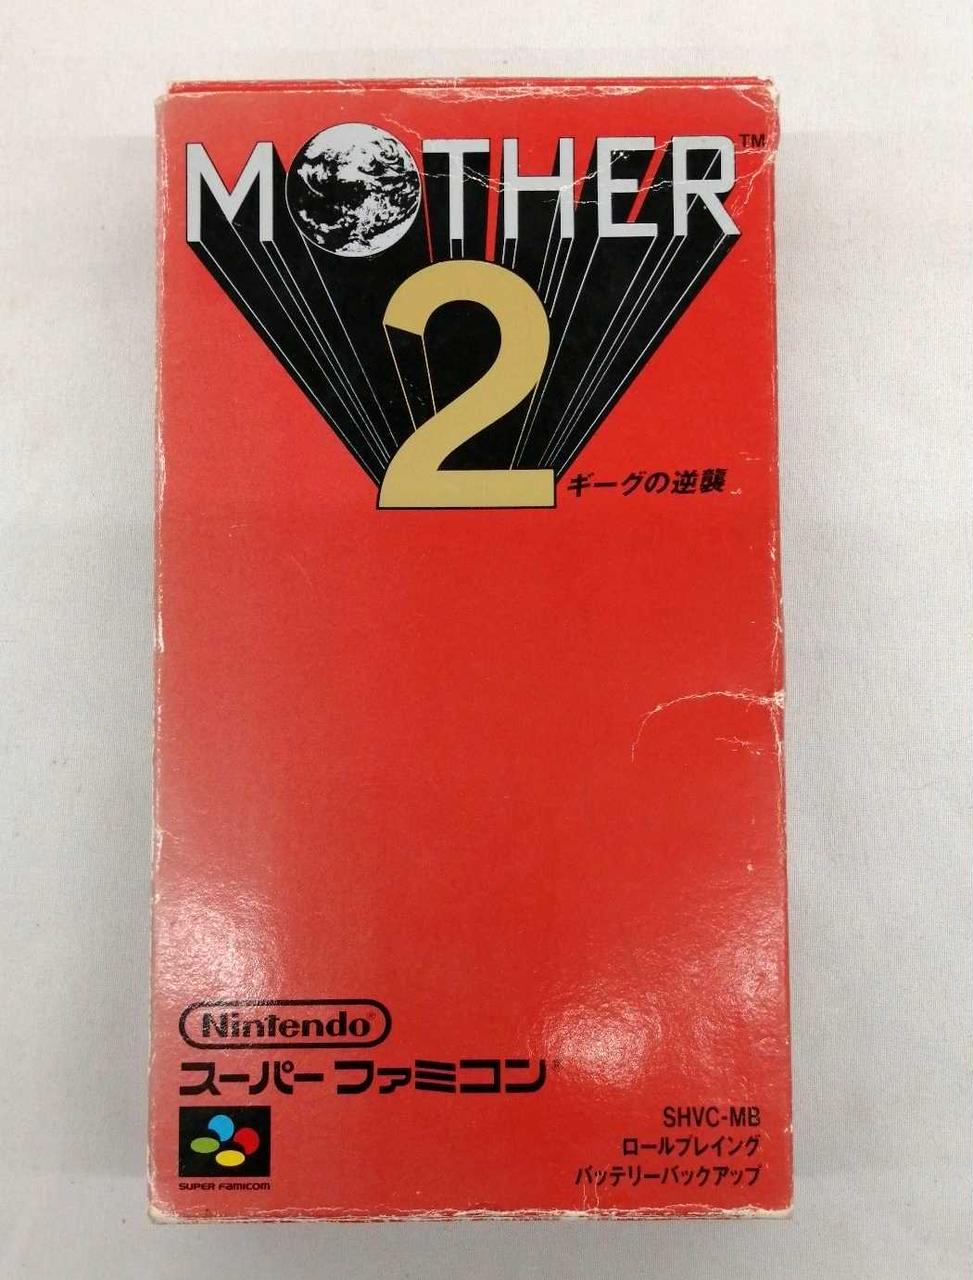 MOTHER™
2
ギーグの逆襲
Nintendo®
スーパーファミコン®
SUPER FAMICOM
SHVC-MB
ロールプレイング
バッテリーバックアップ